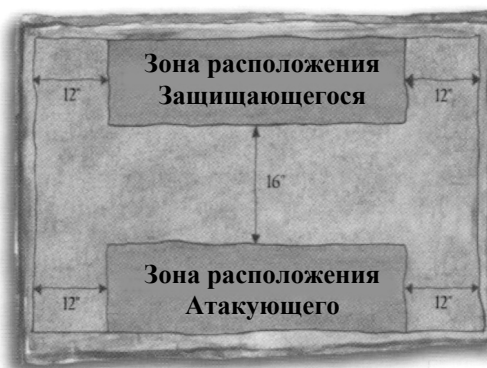 Зона расположения
Защищающегося
12"
12"
16"
Зона расположения
Атакующего
12"
12"